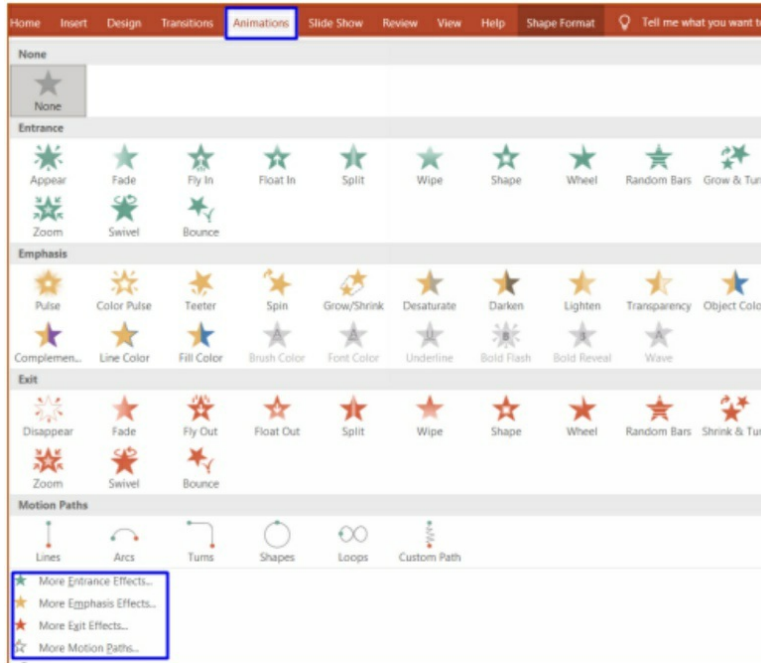 Home Insert Design Transitions Animations Slide Show Review View Help Shape Format Tell me what you want to
None
None
Entrance
Appear Fade Fly In Float In Split Wipe Shape Wheel Random Bars Grow & Tur
Zoom Swivel Bounce
Emphasis
Pulse Color Pulse Teeter Spin Grow/Shrink Desaturate Darken Lighten Transparency Object Colo
Complemen... Line Color Fill Color Brush Color Font Color Underline Bold Flash Bold Reveal Wave
Exit
Disappear Fade Fly Out Float Out Split Wipe Shape Wheel Random Bars Shrink & Tur
Zoom Swivel Bounce
Motion Paths
Lines Arcs Turns Shapes Loops Custom Path
More Entrance Effects...
More Emphasis Effects...
More Exit Effects...
More Motion Paths...